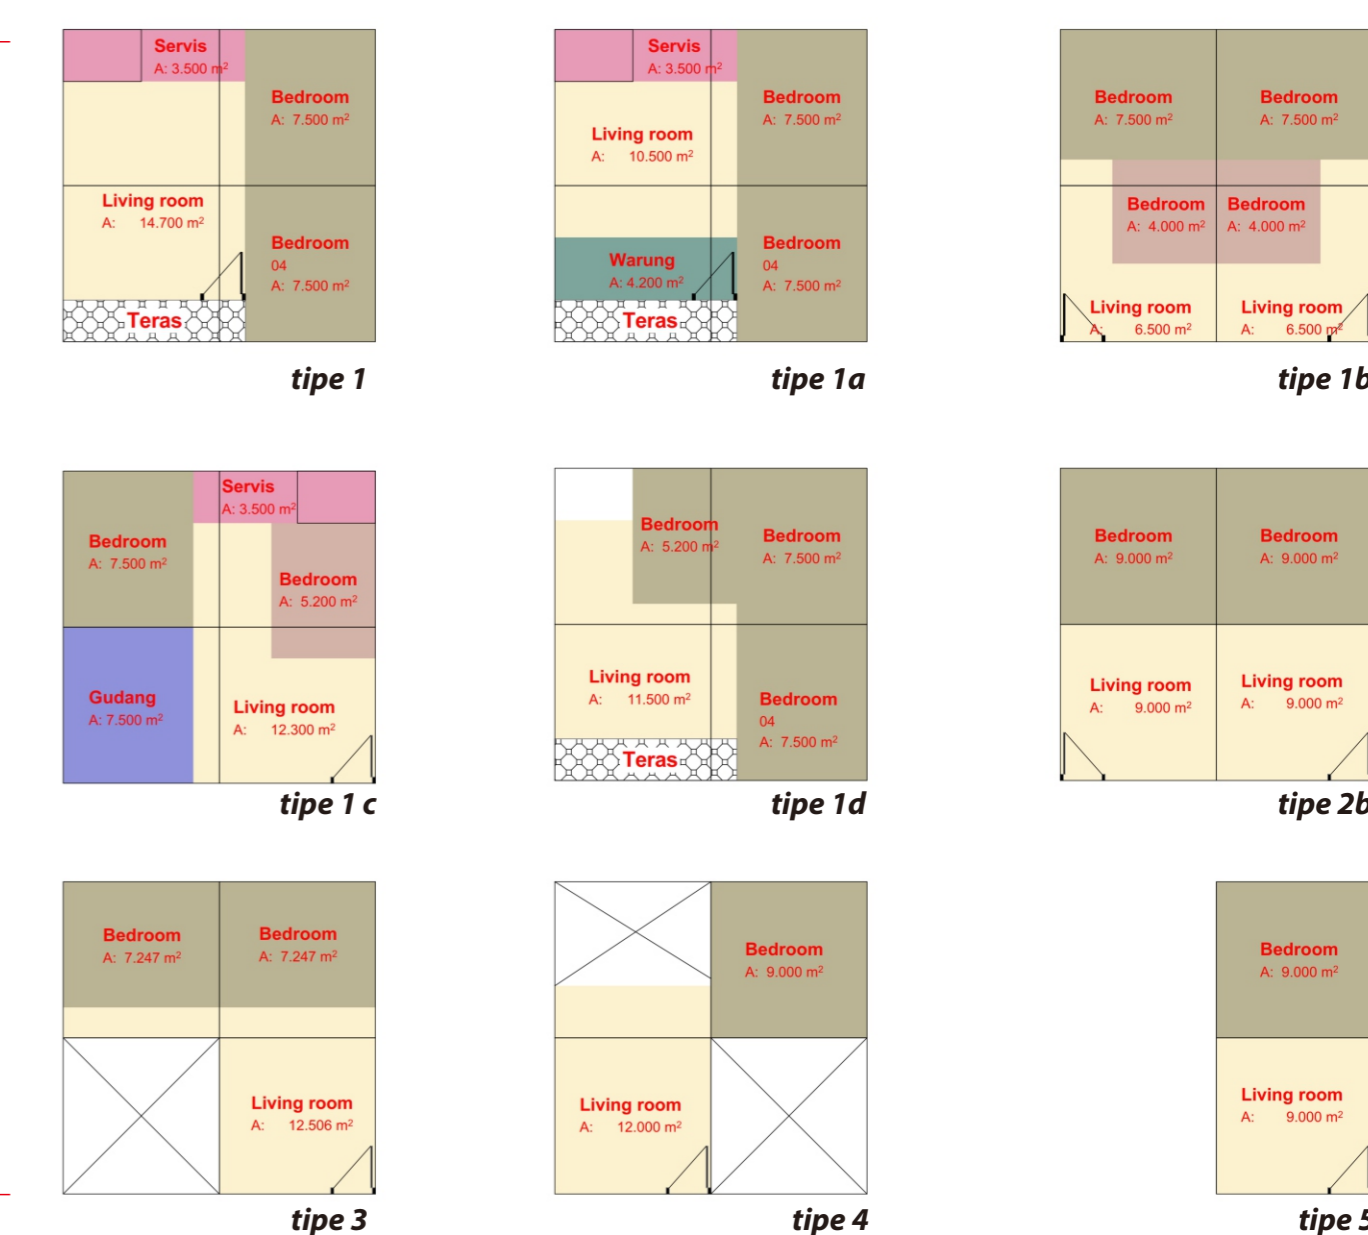 Servis
A: 3.500 m²
Bedroom
A: 7.500 m²
Living room
A: 14.700 m²
Bedroom
04
A: 7.500 m²
Teras
tipe 1
Servis
A: 3.500 m²
Bedroom
A: 7.500 m²
Living room
A: 10.500 m²
Warung
A: 4.200 m²
Bedroom
04
A: 7.500 m²
Teras
tipe 1a
Bedroom
A: 7.500 m²
Bedroom
A: 7.500 m²
Bedroom
A: 4.000 m²
Bedroom
A: 4.000 m²
Living room
A: 6.500 m²
Living room
A: 6.500 m²
tipe 1b
Servis
A: 3.500 m²
Bedroom
A: 7.500 m²
Bedroom
A: 5.200 m²
Gudang
A: 7.500 m²
Living room
A: 12.300 m²
tipe 1 c
Bedroom
A: 5.200 m²
Bedroom
A: 7.500 m²
Living room
A: 11.500 m²
Bedroom
04
A: 7.500 m²
Teras
tipe 1d
Bedroom
A: 9.000 m²
Bedroom
A: 9.000 m²
Living room
A: 9.000 m²
Living room
A: 9.000 m²
tipe 2b
Bedroom
A: 7.247 m²
Bedroom
A: 7.247 m²
Living room
A: 12.506 m²
tipe 3
Bedroom
A: 9.000 m²
Living room
A: 12.000 m²
tipe 4
Bedroom
A: 9.000 m²
Living room
A: 9.000 m²
tipe 5